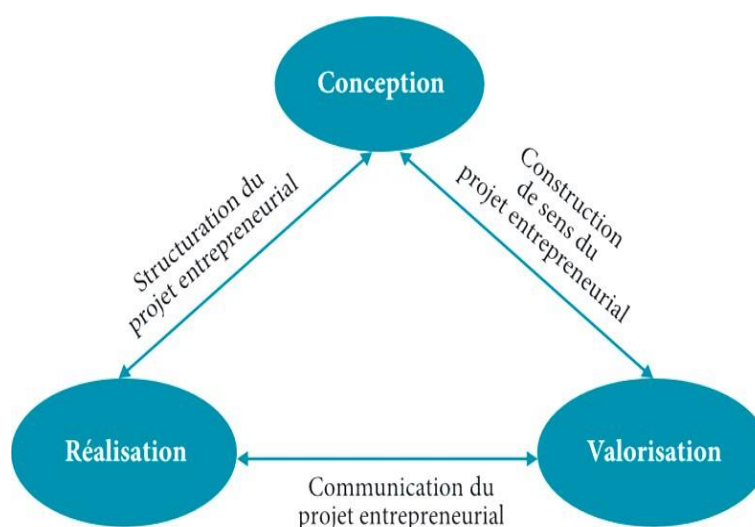 Conception
Structuration du
projet entrepreneurial
Construction
de sens du
projet entrepreneurial
Réalisation
Valorisation
Communication du
projet entrepreneurial